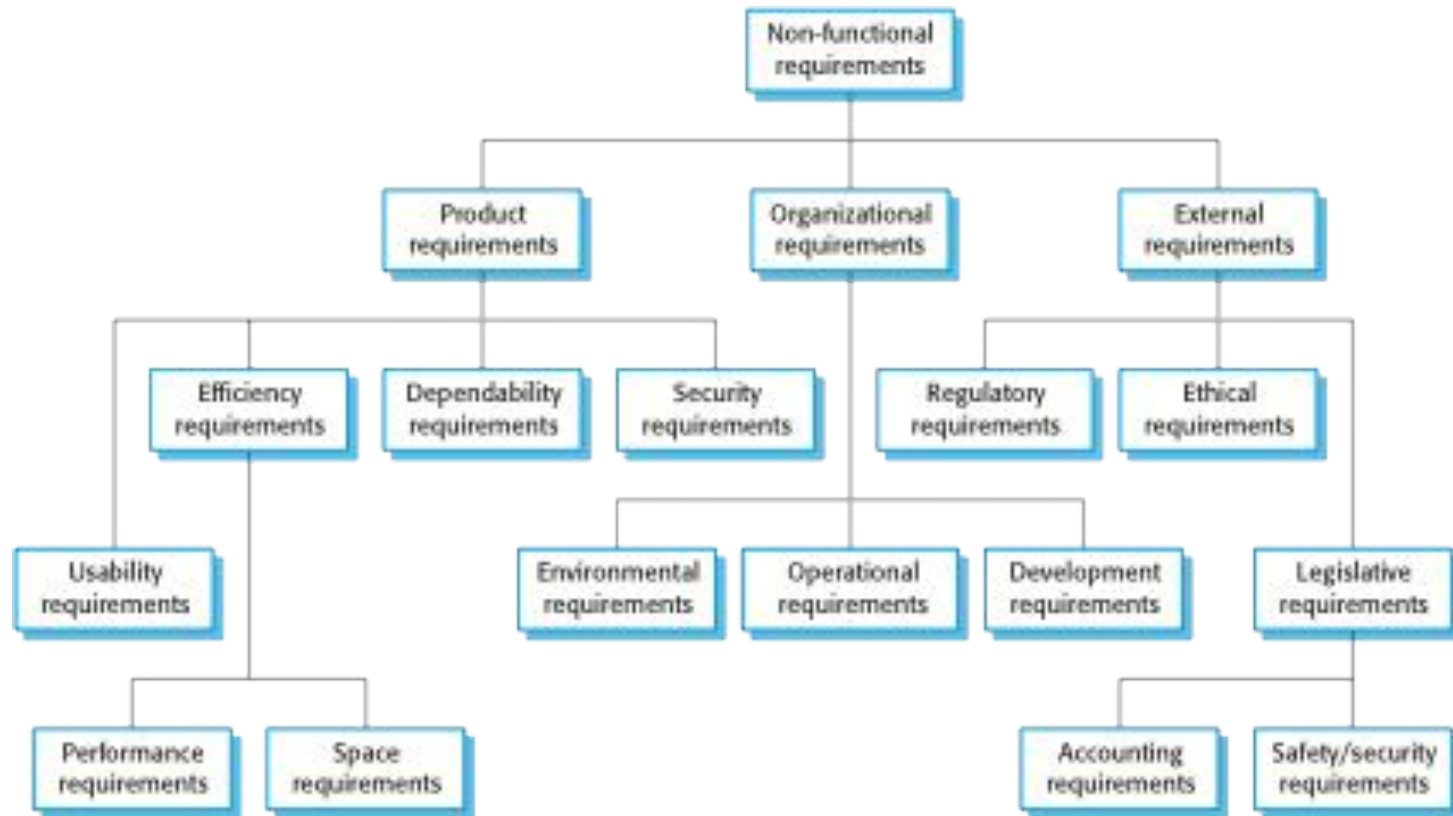 Non-functional
requirements
Product
requirements
Organizational
requirements
External
requirements
Efficiency
requirements
Dependability
requirements
Security
requirements
Regulatory
requirements
Ethical
requirements
Usability
requirements
Environmental
requirements
Operational
requirements
Development
requirements
Legislative
requirements
Performance
requirements
Space
requirements
Accounting
requirements
Safety/security
requirements